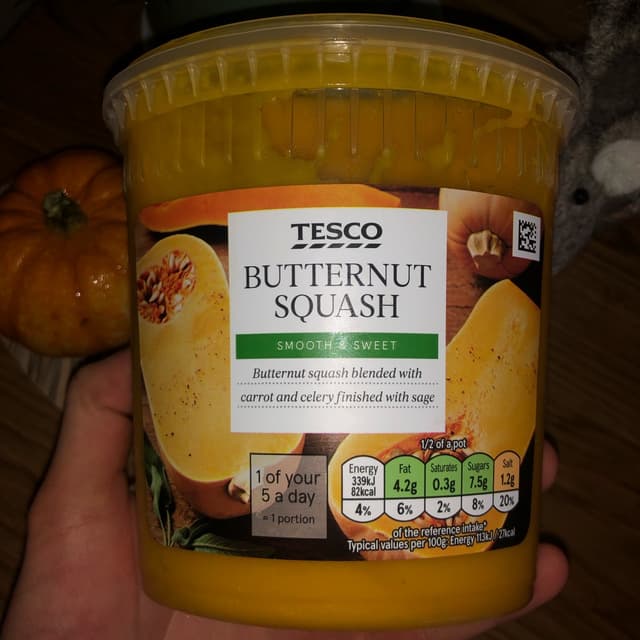 TESCO
BUTTERNUT
SQUASH
SMOOTH & SWEET
Butternut squash blended with
carrot and celery finished with sage
1 of your
5 a day
= 1 portion
1/2 of a pot
Energy
339kJ
82kcal
4%
Fat
4.2g
6%
Saturates
0.3g
2%
Sugars
7.5g
8%
Salt
1.2g
20%
of the reference intake*
Typical values per 100g: Energy 113kJ / 27kcal